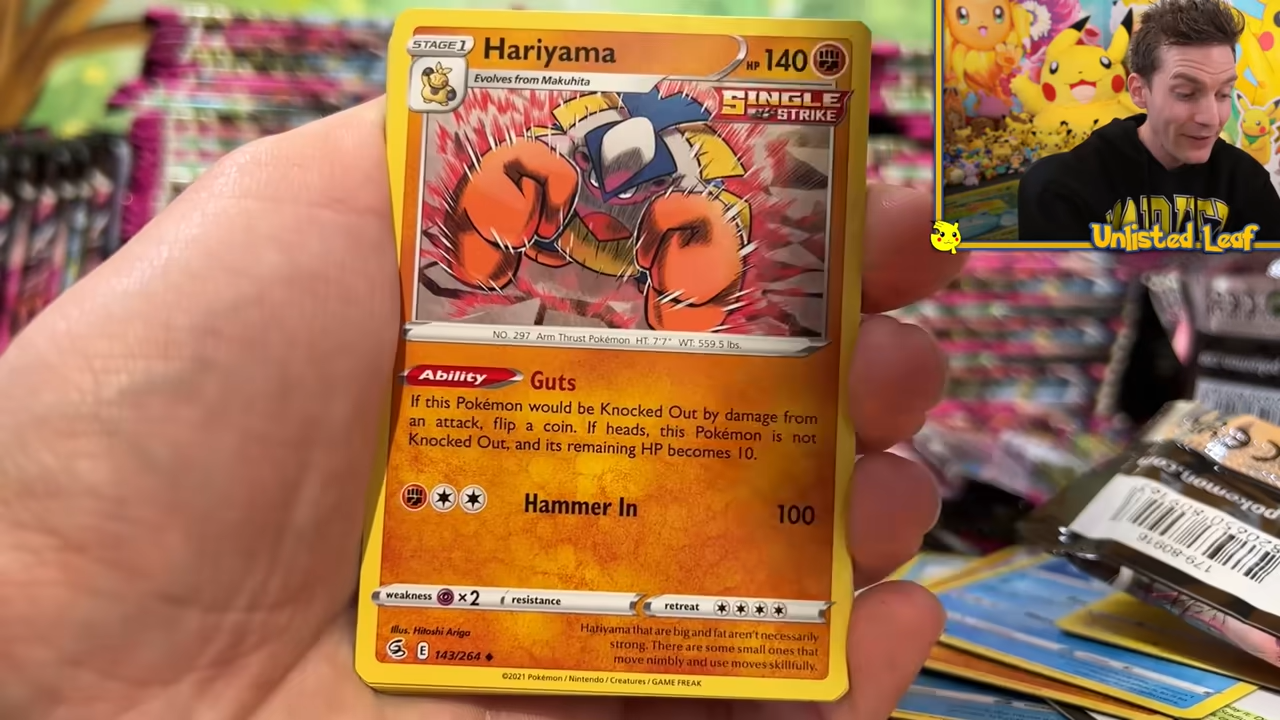 STAGE 1
Hariyama
HP 140
Evolves from Makuhita
SINGLE
STRIKE
Unlisted Leaf
NO. 297 Arm Thrust Pokémon HT: 7'7" WT: 559.5 lbs.
Ability Guts
If this Pokémon would be Knocked Out by damage from
an attack, flip a coin. If heads, this Pokémon is not
Knocked Out, and its remaining HP becomes 10.
Hammer In 100
weakness ×2 resistance retreat
Illus. Hitoshi Ariga
E 143/264
Hariyama that are big and fat aren't necessarily
strong. There are some small ones that
move nimbly and use moves skillfully.
©2021 Pokémon / Nintendo / Creatures / GAME FREAK
pokemon.co
179-80916